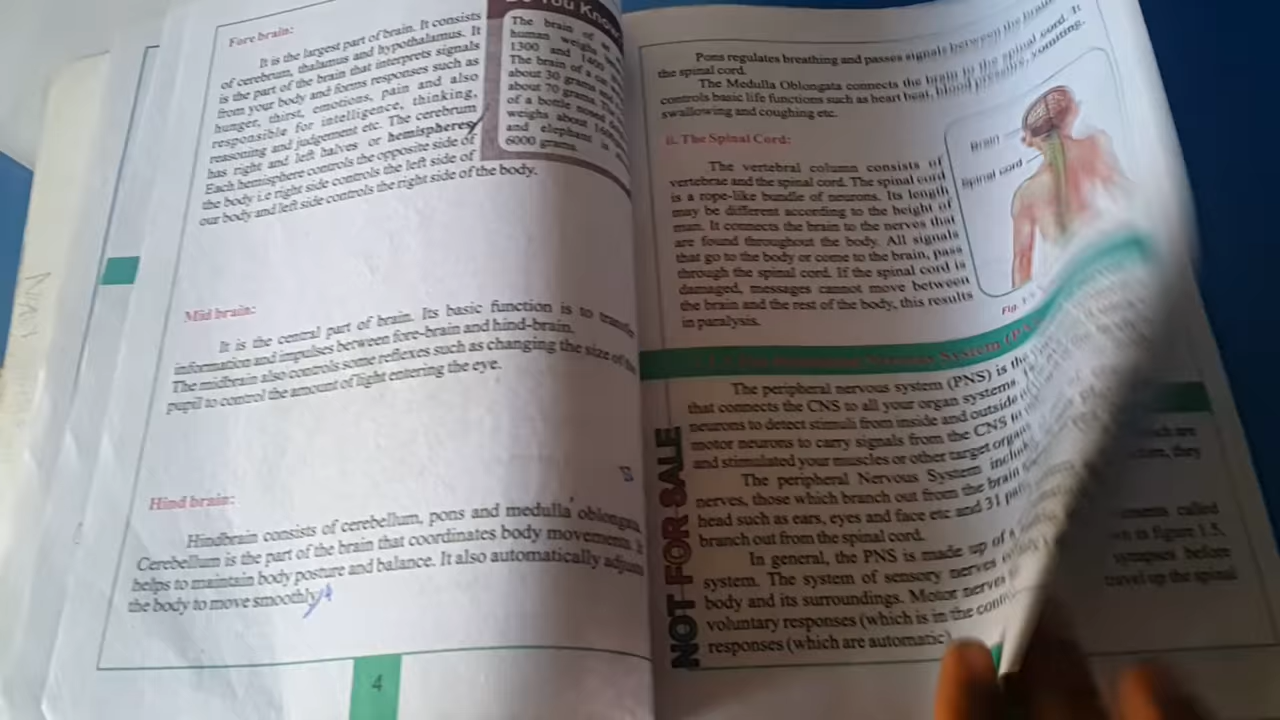 Fore brain:
It is the largest part of brain. It consists
of cerebrum, thalamus and hypothalamus. It
is the part of the brain that interprets signals
from your body and forms responses such as
hunger, thirst, emotions, pain and also
responsible for intelligence, thinking,
reasoning and judgement etc. The cerebrum
has right and left halves or hemispheres
Each hemisphere controls the opposite side of
the body i.e right side controls the left side of
our body and left side controls the right side of the body.
You Know
The brain of
human weighs
1300 and 1400
The brain of a
about 30 grams
about 70 grams
of a
weighs about
and elephant is
6000 grams.
Mid brain:
It is the central part of brain. Its basic function is to transfer
information and impulses between fore-brain and hind-brain.
The midbrain also controls some reflexes such as changing the size of the
pupil to control the amount of light entering the eye.
Hind brain:
Hindbrain consists of cerebellum, pons and medulla oblongata.
Cerebellum is the part of the brain that coordinates body movements.
helps to maintain body posture and balance. It also automatically adjusts
the body to move smoothly
4
Pons regulates breathing and passes signals between the brain
the spinal cord.
The Medulla Oblongata connects the brain to the spinal cord. It
controls basic life functions such as heart beat, blood pressure, vomiting,
swallowing and coughing etc.
ii. The Spinal Cord:
The vertebral column consists of
vertebrae and the spinal cord. The spinal cord
is a rope-like bundle of neurons. Its length
may be different according to the height of
man. It connects the brain to the nerves that
are found throughout the body. All signals
that go to the body or come to the brain, pass
through the spinal cord. If the spinal cord is
damaged, messages cannot move between
the brain and the rest of the body, this results
in paralysis.
Brain
Spinal cord
Fig.
Nervous System
The peripheral nervous system (PNS) is the
that connects the CNS to all your organ systems.
neurons to detect stimuli from inside and outside
motor neurons to carry signals from the CNS to
and stimulated your muscles or other target organs
The peripheral Nervous System
nerves, those which branch out from the brain
head such as ears, eyes and face etc and 31
branch out from the spinal cord.
In general, the PNS is made up of
system. The system of sensory nerves
body and its surroundings. Motor nerves
voluntary responses (which is in the
responses (which are automatic)
NOT FOR SALE
are
they
called
in figure 1.5,
synapses before
travel up the spinal